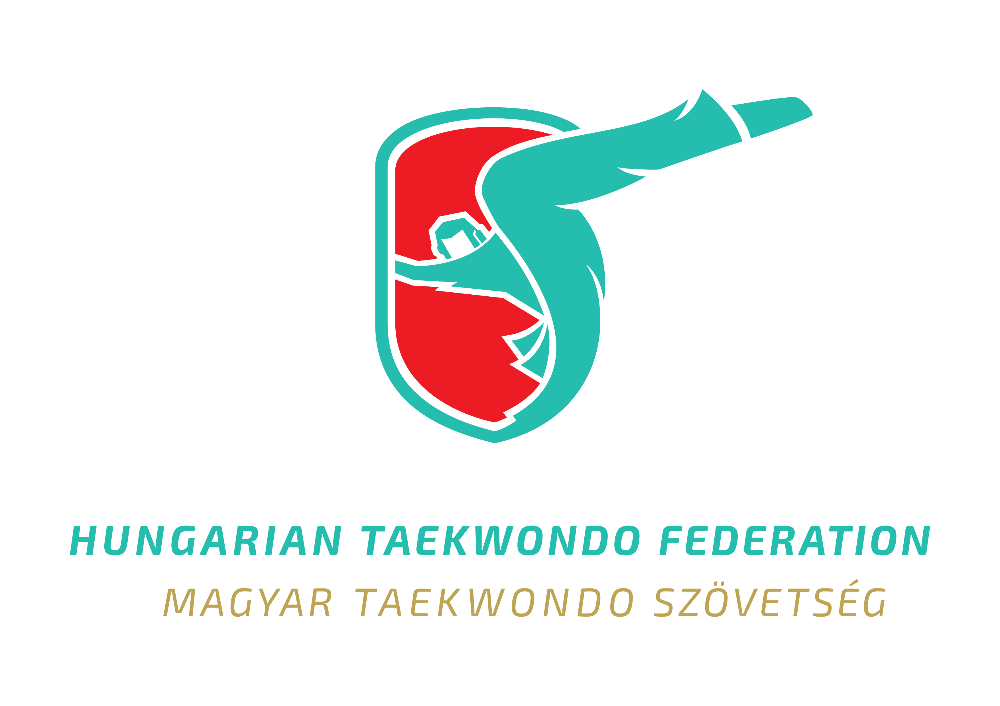 HUNGARIAN TAEKWONDO FEDERATION
MAGYAR TAEKWONDO SZÖVETSÉG